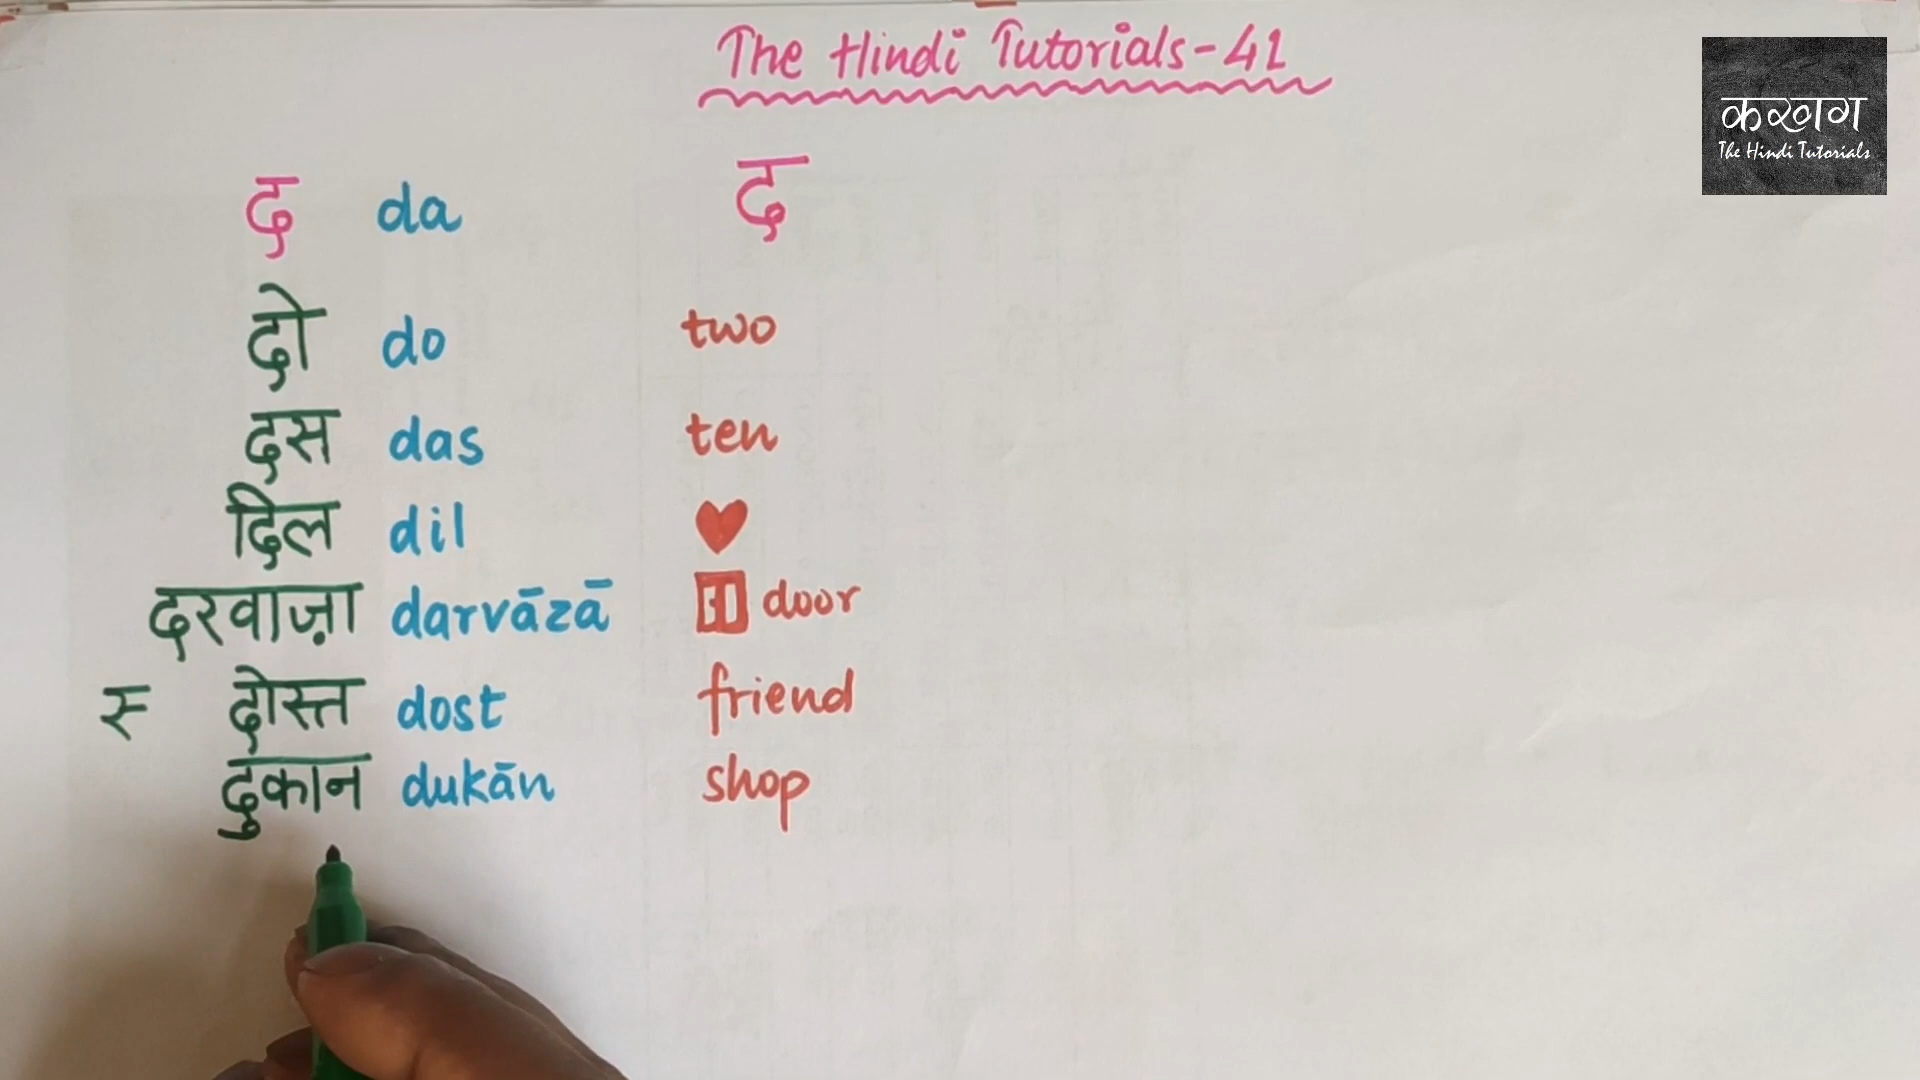 The Hindi Tutorials-41
कखगग
The Hindi Tutorials
द da द
दो do two
दस das ten
दिल dil
दरवाज़ा darvāzā door
स् दोस्त dost friend
दुकान dukān shop